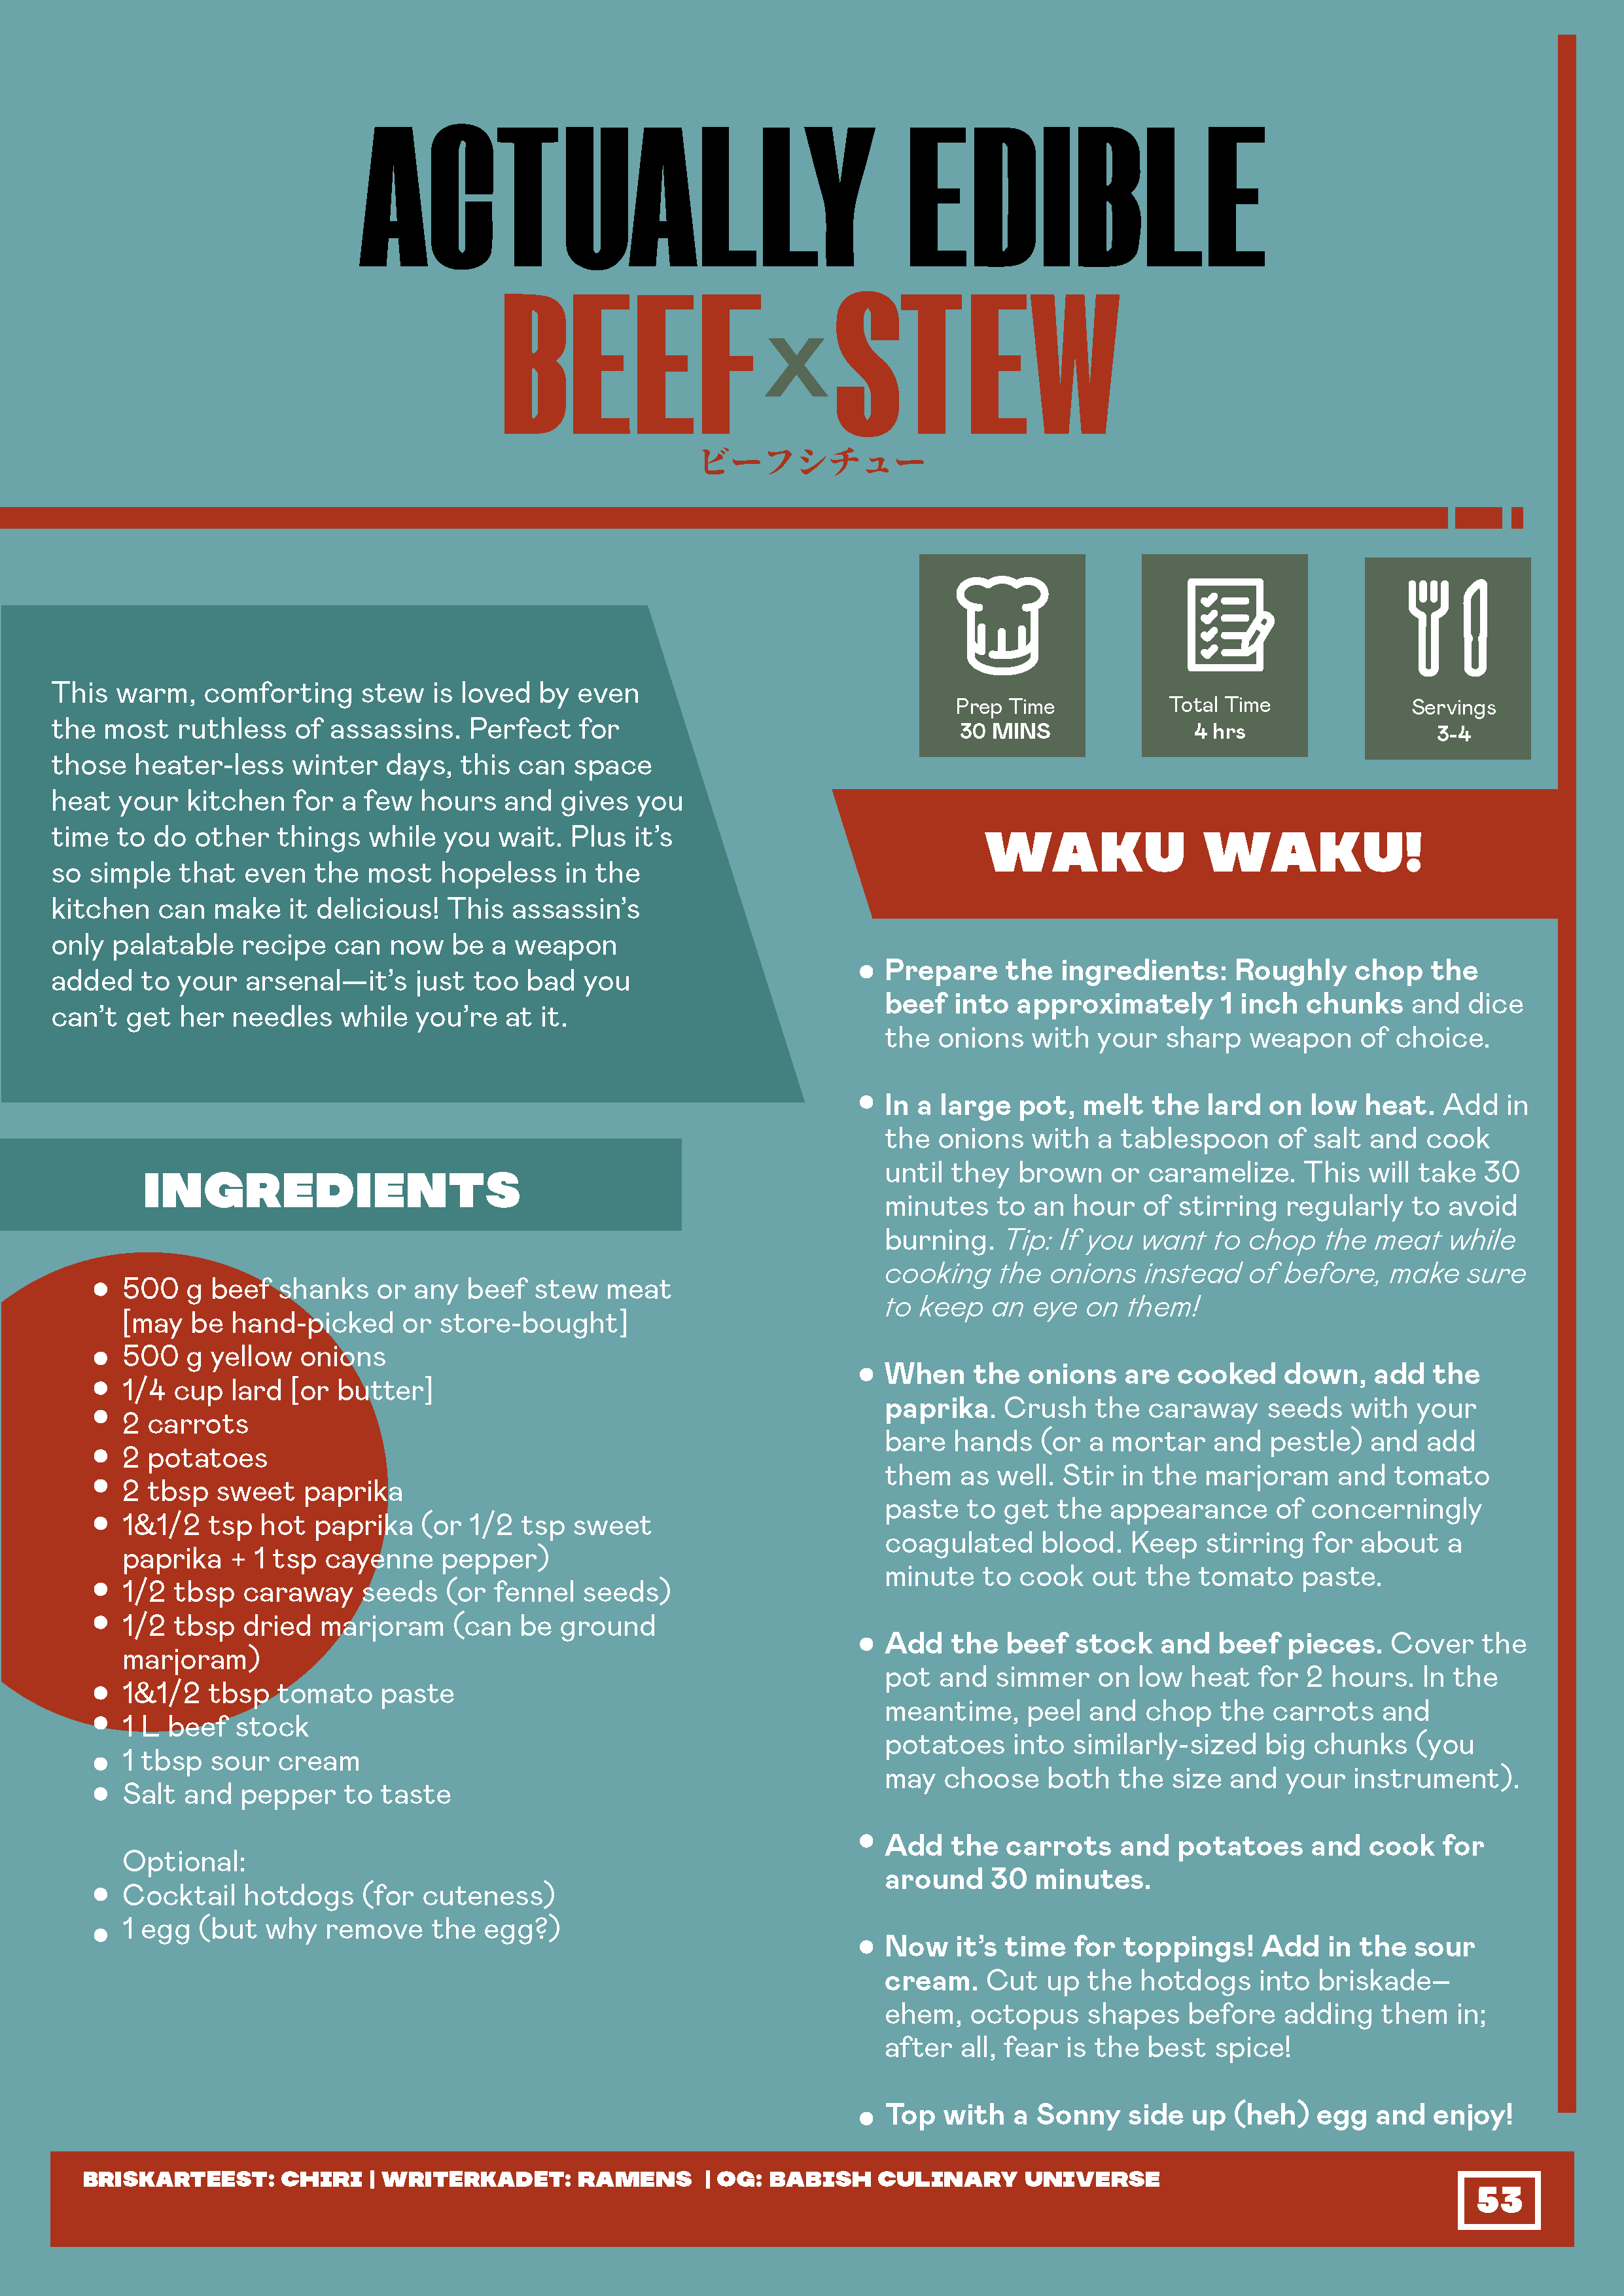 ACTUALLY EDIBLE
BEEF X STEW
ビーフシチュー
Prep Time
30 MINS
Total Time
4 hrs
Servings
3-4
This warm, comforting stew is loved by even
the most ruthless of assassins. Perfect for
those heater-less winter days, this can space
heat your kitchen for a few hours and gives you
time to do other things while you wait. Plus it's
so simple that even the most hopeless in the
kitchen can make it delicious! This assassin's
only palatable recipe can now be a weapon
added to your arsenal—it's just too bad you
can't get her needles while you're at it.
INGREDIENTS
• 500 g beef shanks or any beef stew meat
[may be hand-picked or store-bought]
• 500 g yellow onions
• 1/4 cup lard [or butter]
• 2 carrots
• 2 potatoes
• 2 tbsp sweet paprika
• 1&1/2 tsp hot paprika (or 1/2 tsp sweet
paprika + 1 tsp cayenne pepper)
• 1/2 tbsp caraway seeds (or fennel seeds)
• 1/2 tbsp dried marjoram (can be ground
marjoram)
• 1&1/2 tbsp tomato paste
• 1 L beef stock
• 1 tbsp sour cream
• Salt and pepper to taste
Optional:
• Cocktail hotdogs (for cuteness)
• 1 egg (but why remove the egg?)
WAKU WAKU!
• Prepare the ingredients: Roughly chop the
beef into approximately 1 inch chunks and dice
the onions with your sharp weapon of choice.
• In a large pot, melt the lard on low heat. Add in
the onions with a tablespoon of salt and cook
until they brown or caramelize. This will take 30
minutes to an hour of stirring regularly to avoid
burning. Tip: If you want to chop the meat while
cooking the onions instead of before, make sure
to keep an eye on them!
• When the onions are cooked down, add the
paprika. Crush the caraway seeds with your
bare hands (or a mortar and pestle) and add
them as well. Stir in the marjoram and tomato
paste to get the appearance of concerningly
coagulated blood. Keep stirring for about a
minute to cook out the tomato paste.
• Add the beef stock and beef pieces. Cover the
pot and simmer on low heat for 2 hours. In the
meantime, peel and chop the carrots and
potatoes into similarly-sized big chunks (you
may choose both the size and your instrument).
• Add the carrots and potatoes and cook for
around 30 minutes.
• Now it's time for toppings! Add in the sour
cream. Cut up the hotdogs into briskade–
ehem, octopus shapes before adding them in;
after all, fear is the best spice!
• Top with a Sonny side up (heh) egg and enjoy!
BRISKARTEEST: CHIRI | WRITERKADET: RAMENS | OG: BABISH CULINARY UNIVERSE
53